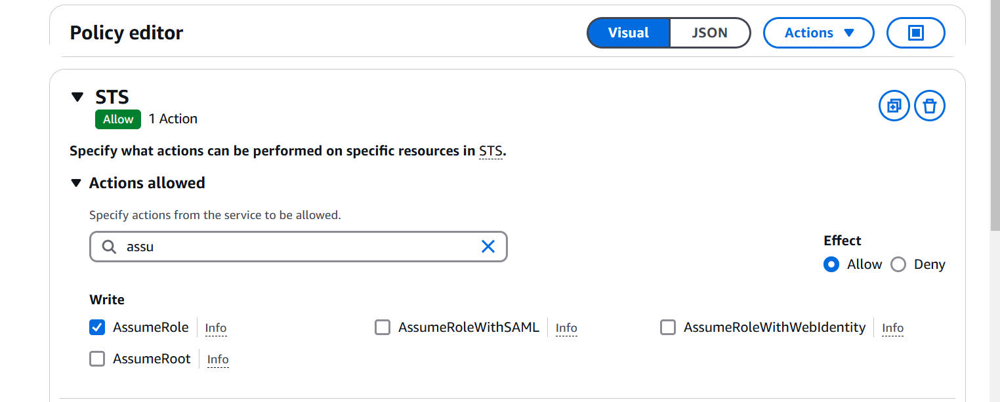 Policy editor
Visual JSON Actions
STS
Allow 1 Action
Specify what actions can be performed on specific resources in STS.
Actions allowed
Specify actions from the service to be allowed.
assu
Effect
Allow Deny
Write
AssumeRole Info AssumeRoleWithSAML Info AssumeRoleWithWebIdentity Info
AssumeRoot Info